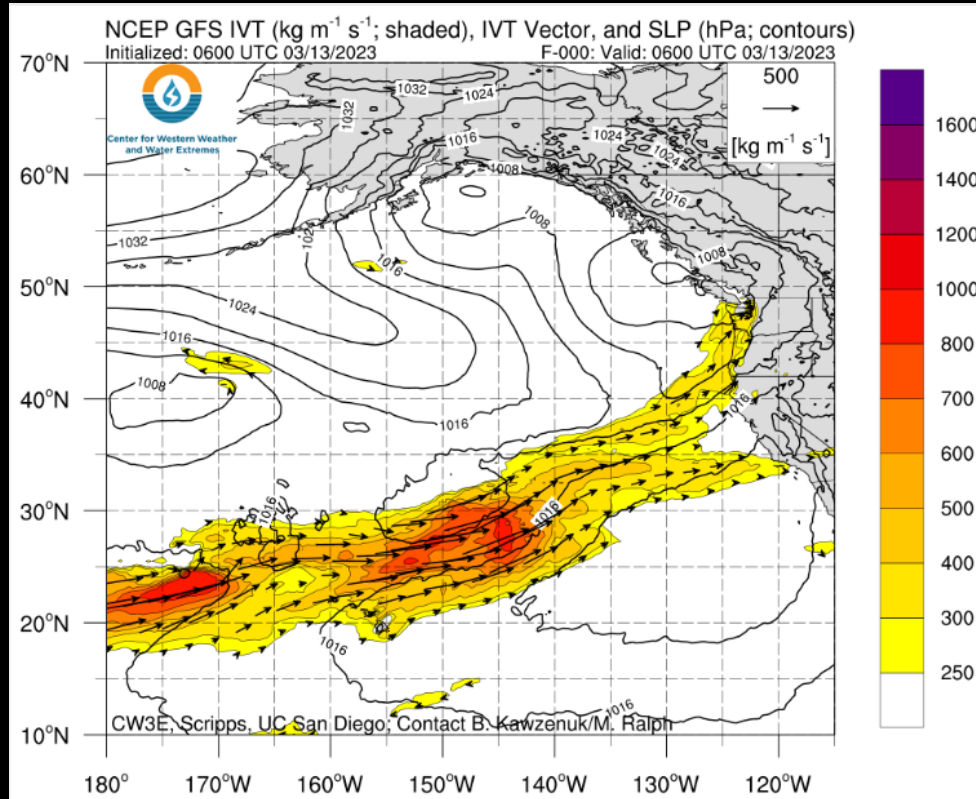 NCEP GFS IVT (kg m⁻¹ s⁻¹; shaded), IVT Vector, and SLP (hPa; contours)
Initialized: 0600 UTC 03/13/2023 F-000: Valid: 0600 UTC 03/13/2023
70°N
60°N
50°N
40°N
30°N
20°N
10°N
Center for Western Weather
and Water Extremes
500
[kg m⁻¹ s⁻¹]
1032
1024
1032
1016
1024
1024
1008
1016
1008
1032
1016
1008
1024
1016
1008
1016
1016
1016
1016
1016
1016
CW3E, Scripps, UC San Diego; Contact B. Kawzenuk/M. Ralph
180° 170°W 160°W 150°W 140°W 130°W 120°W
1600
1400
1200
1000
800
700
600
500
400
300
250